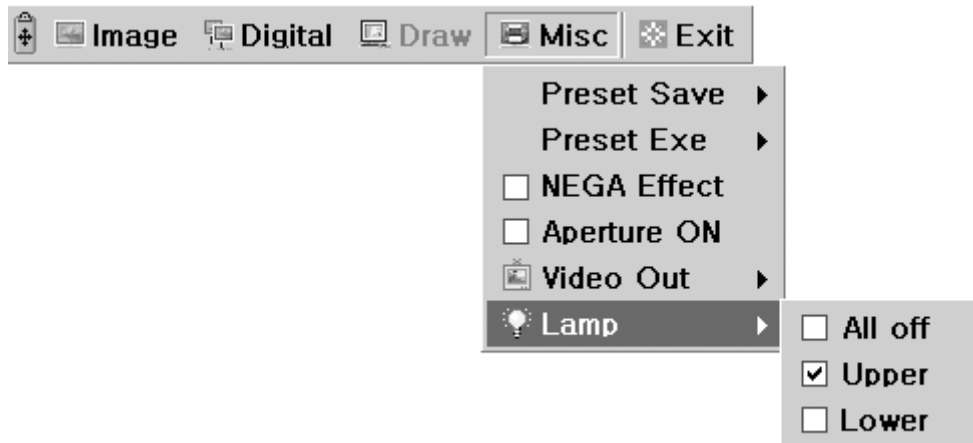 Image Digital Draw Misc Exit
Preset Save
Preset Exe
NEGA Effect
Aperture ON
Video Out
Lamp
All off
Upper
Lower